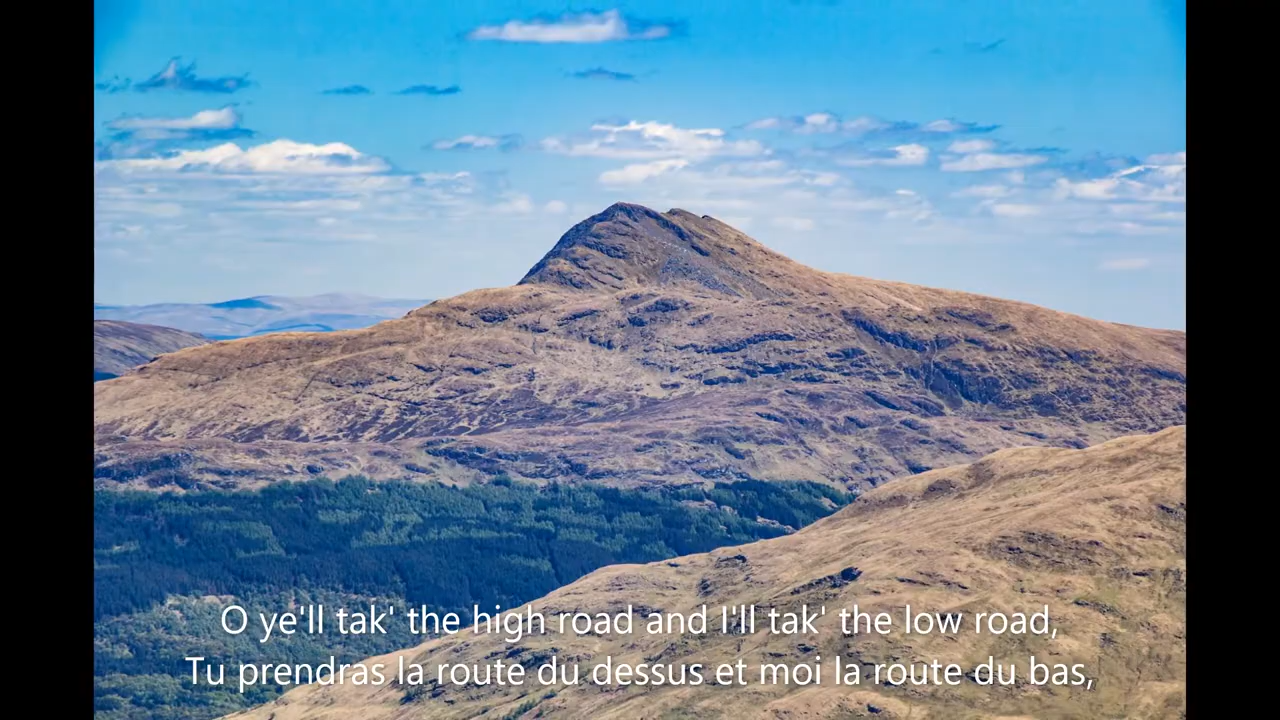 O ye'll tak' the high road and I'll tak' the low road,
Tu prendras la route du dessus et moi la route du bas,